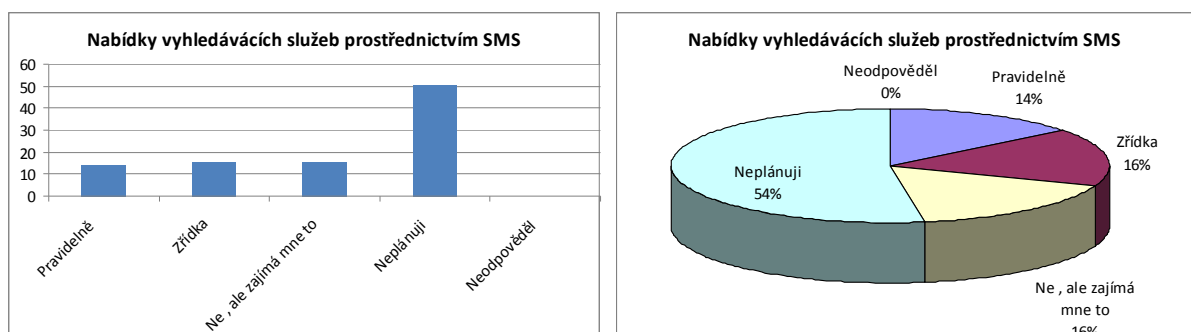 Nabídky vyhledávácích služeb prostřednictvím SMS
60
50
40
30
20
10
0
Pravidelně
Zřídka
Ne , ale zajímá mne to
Neplánuji
Neodpověděl
Nabídky vyhledávácích služeb prostřednictvím SMS
Neodpověděl
0%
Pravidelně
14%
Zřídka
16%
Neplánuji
54%
Ne , ale zajímá
mne to
16%